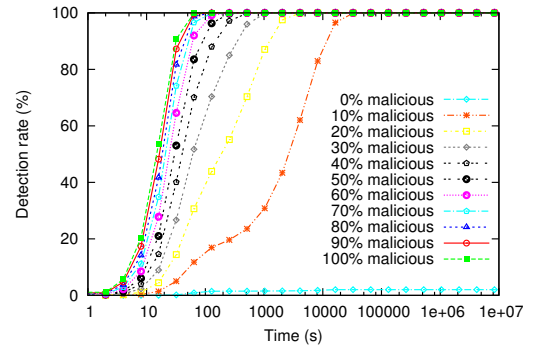 100
80
60
40
20
0
Detection rate (%)
0% malicious
10% malicious
20% malicious
30% malicious
40% malicious
50% malicious
60% malicious
70% malicious
80% malicious
90% malicious
100% malicious
1 10 100 1000 10000 100000 1e+06 1e+07
Time (s)